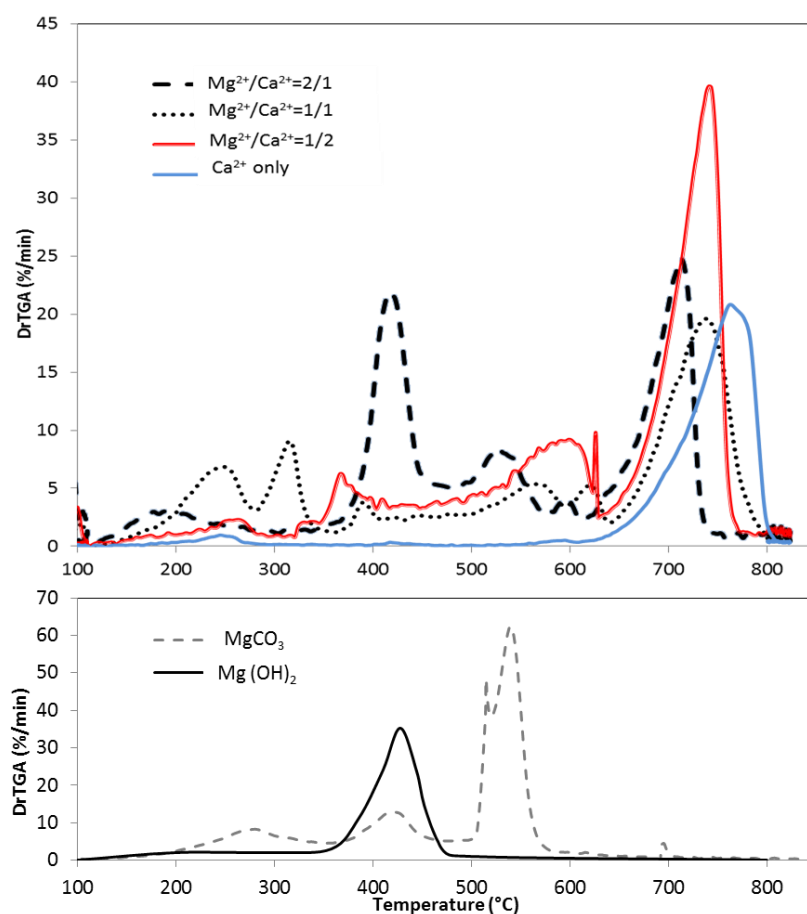 45
40
35
30
25
20
15
10
5
0
DrTGA (%/min)
Mg²⁺/Ca²⁺=2/1
Mg²⁺/Ca²⁺=1/1
Mg²⁺/Ca²⁺=1/2
Ca²⁺ only
100 200 300 400 500 600 700 800
70
60
50
40
30
20
10
0
DrTGA (%/min)
MgCO₃
Mg (OH)₂
100 200 300 400 500 600 700 800
Temperature (°C)